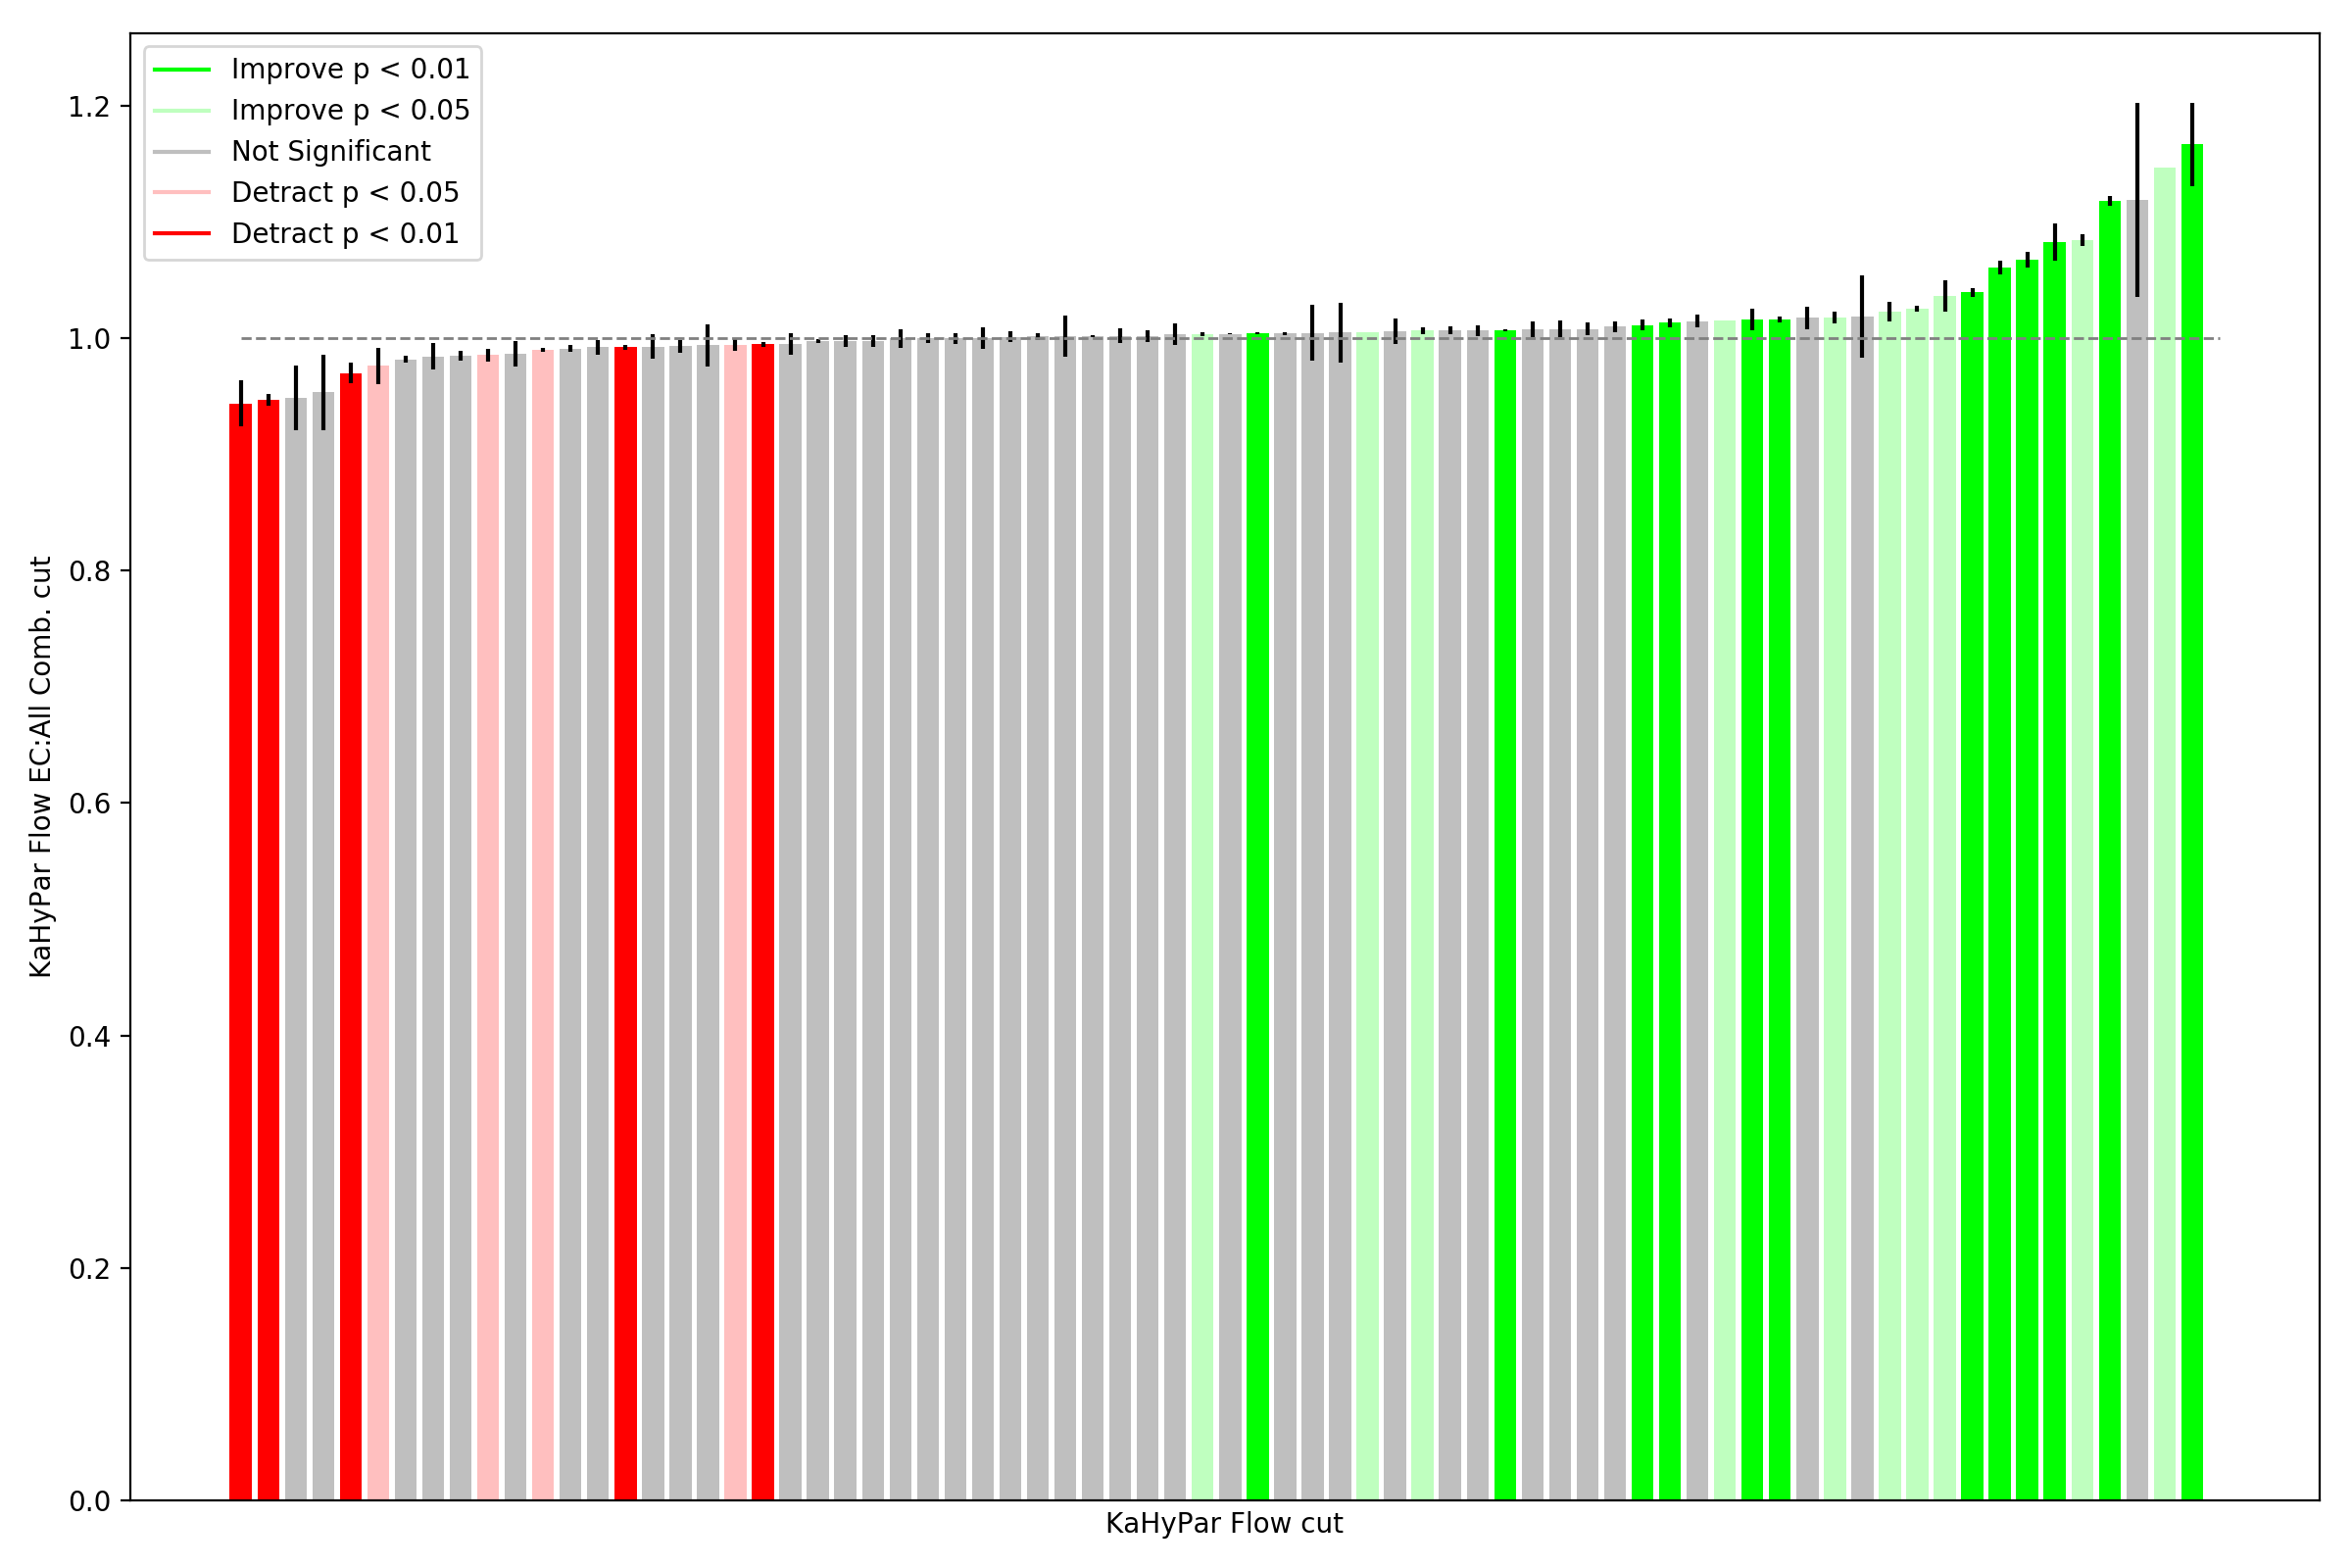 Improve p < 0.01
Improve p < 0.05
Not Significant
Detract p < 0.05
Detract p < 0.01
1.2
1.0
0.8
0.6
0.4
0.2
0.0
KaHyPar Flow EC:All Comb. cut
KaHyPar Flow cut